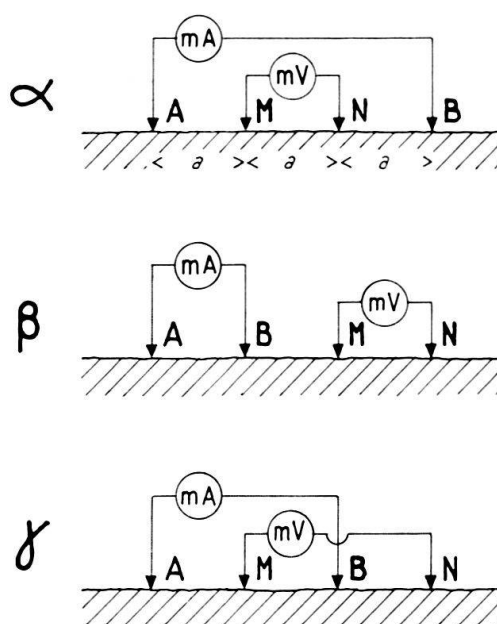 α
mA
mV
A M N B
< a >< a >< a >
β
mA
mV
A B M N
γ
mA
mV
A M B N